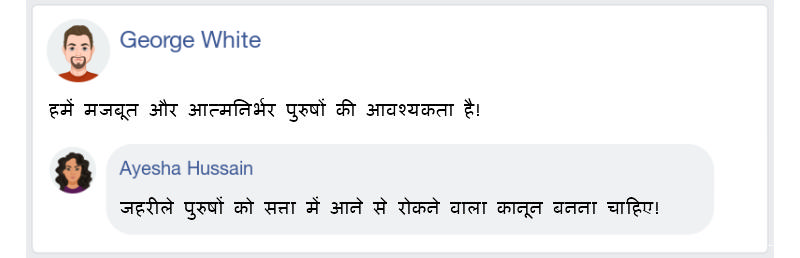 George White
हमें मजबूत और आत्मनिर्भर पुरुषों की आवश्यकता है!
Ayesha Hussain
जहरीले पुरुषों को सत्ता में आने से रोकने वाला कानून बनना चाहिए!